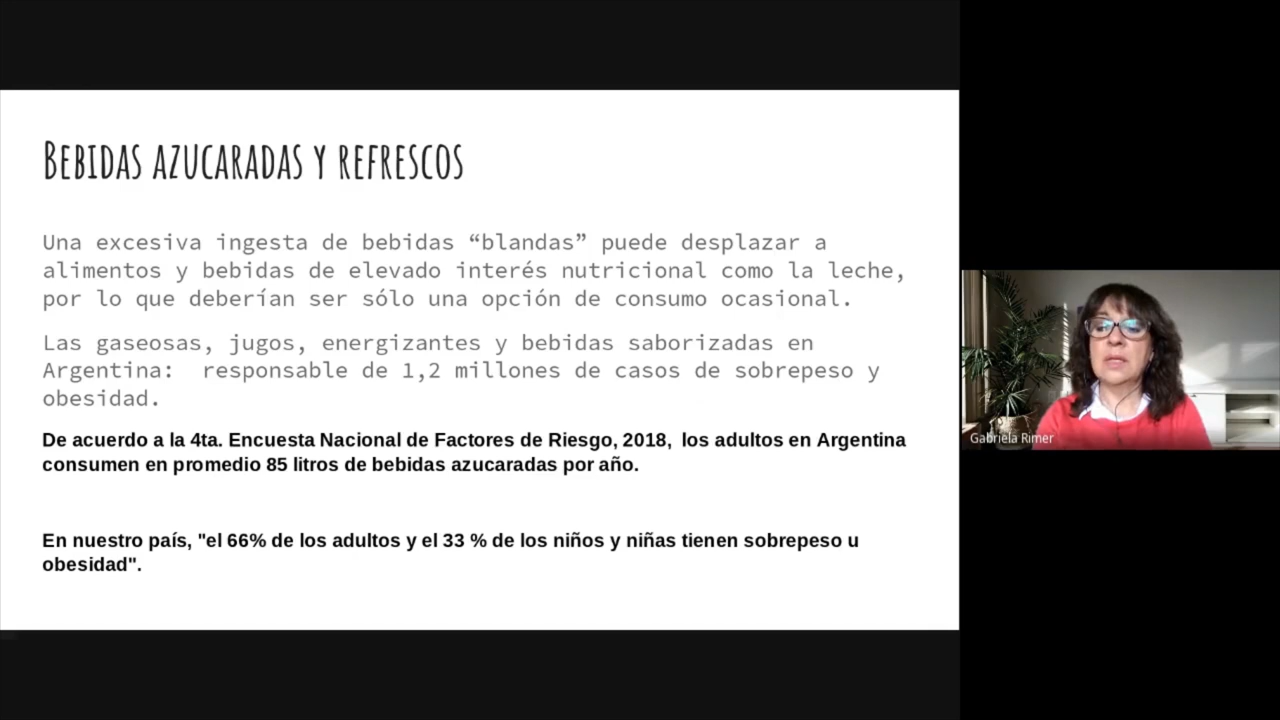 Bebidas azucaradas y refrescos
Una excesiva ingesta de bebidas “blandas” puede desplazar a
alimentos y bebidas de elevado interés nutricional como la leche,
por lo que deberían ser sólo una opción de consumo ocasional.
Las gaseosas, jugos, energizantes y bebidas saborizadas en
Argentina:  responsable de 1,2 millones de casos de sobrepeso y
obesidad.
De acuerdo a la 4ta. Encuesta Nacional de Factores de Riesgo, 2018,  los adultos en Argentina
consumen en promedio 85 litros de bebidas azucaradas por año.
En nuestro país, "el 66% de los adultos y el 33 % de los niños y niñas tienen sobrepeso u
obesidad".
Gabriela Rimer